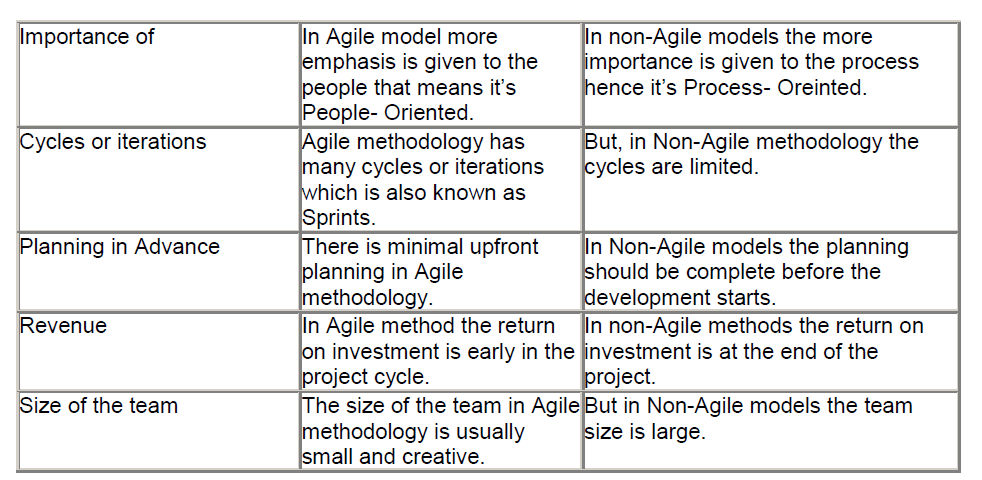 Importance of
In Agile model more
emphasis is given to the
people that means it's
People- Oriented.
In non-Agile models the more
importance is given to the process
hence it's Process- Oreinted.
Cycles or iterations
Agile methodology has
many cycles or iterations
which is also known as
Sprints.
But, in Non-Agile methodology the
cycles are limited.
Planning in Advance
There is minimal upfront
planning in Agile
methodology.
In Non-Agile models the planning
should be complete before the
development starts.
Revenue
In Agile method the return
on investment is early in the
project cycle.
In non-Agile methods the return on
investment is at the end of the
project.
Size of the team
The size of the team in Agile
methodology is usually
small and creative.
But in Non-Agile models the team
size is large.